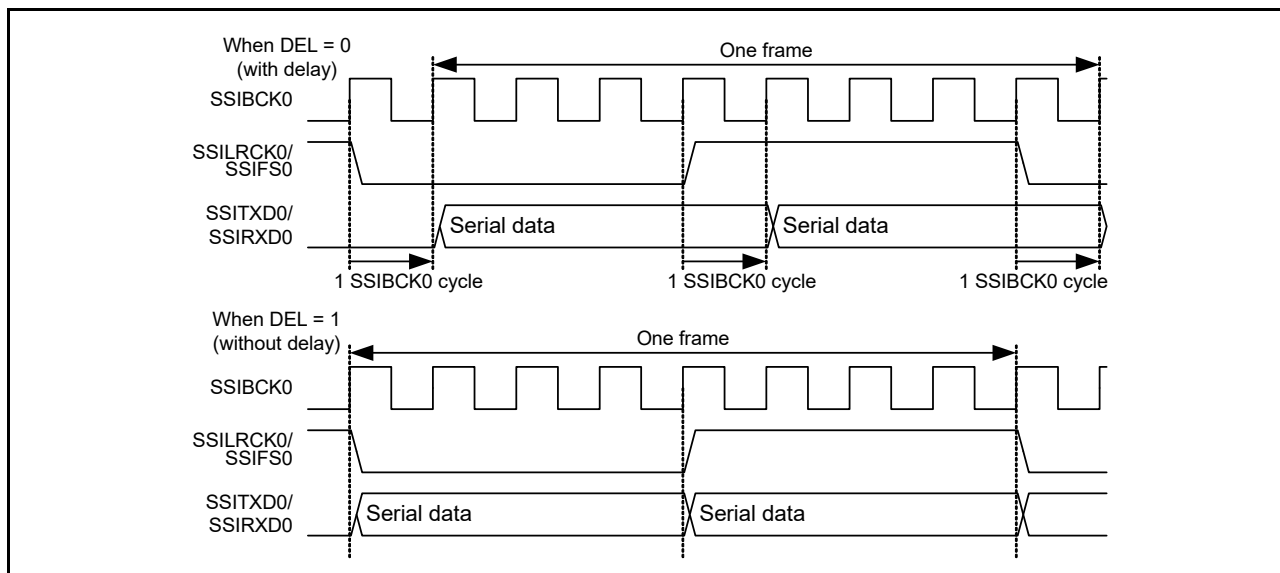 When DEL = 0
(with delay)
One frame
SSIBCK0
SSILRCK0/
SSIFS0
SSITXD0/
SSIRXD0
Serial data
Serial data
1 SSIBCK0 cycle
1 SSIBCK0 cycle
1 SSIBCK0 cycle
When DEL = 1
(without delay)
One frame
SSIBCK0
SSILRCK0/
SSIFS0
SSITXD0/
SSIRXD0
Serial data
Serial data